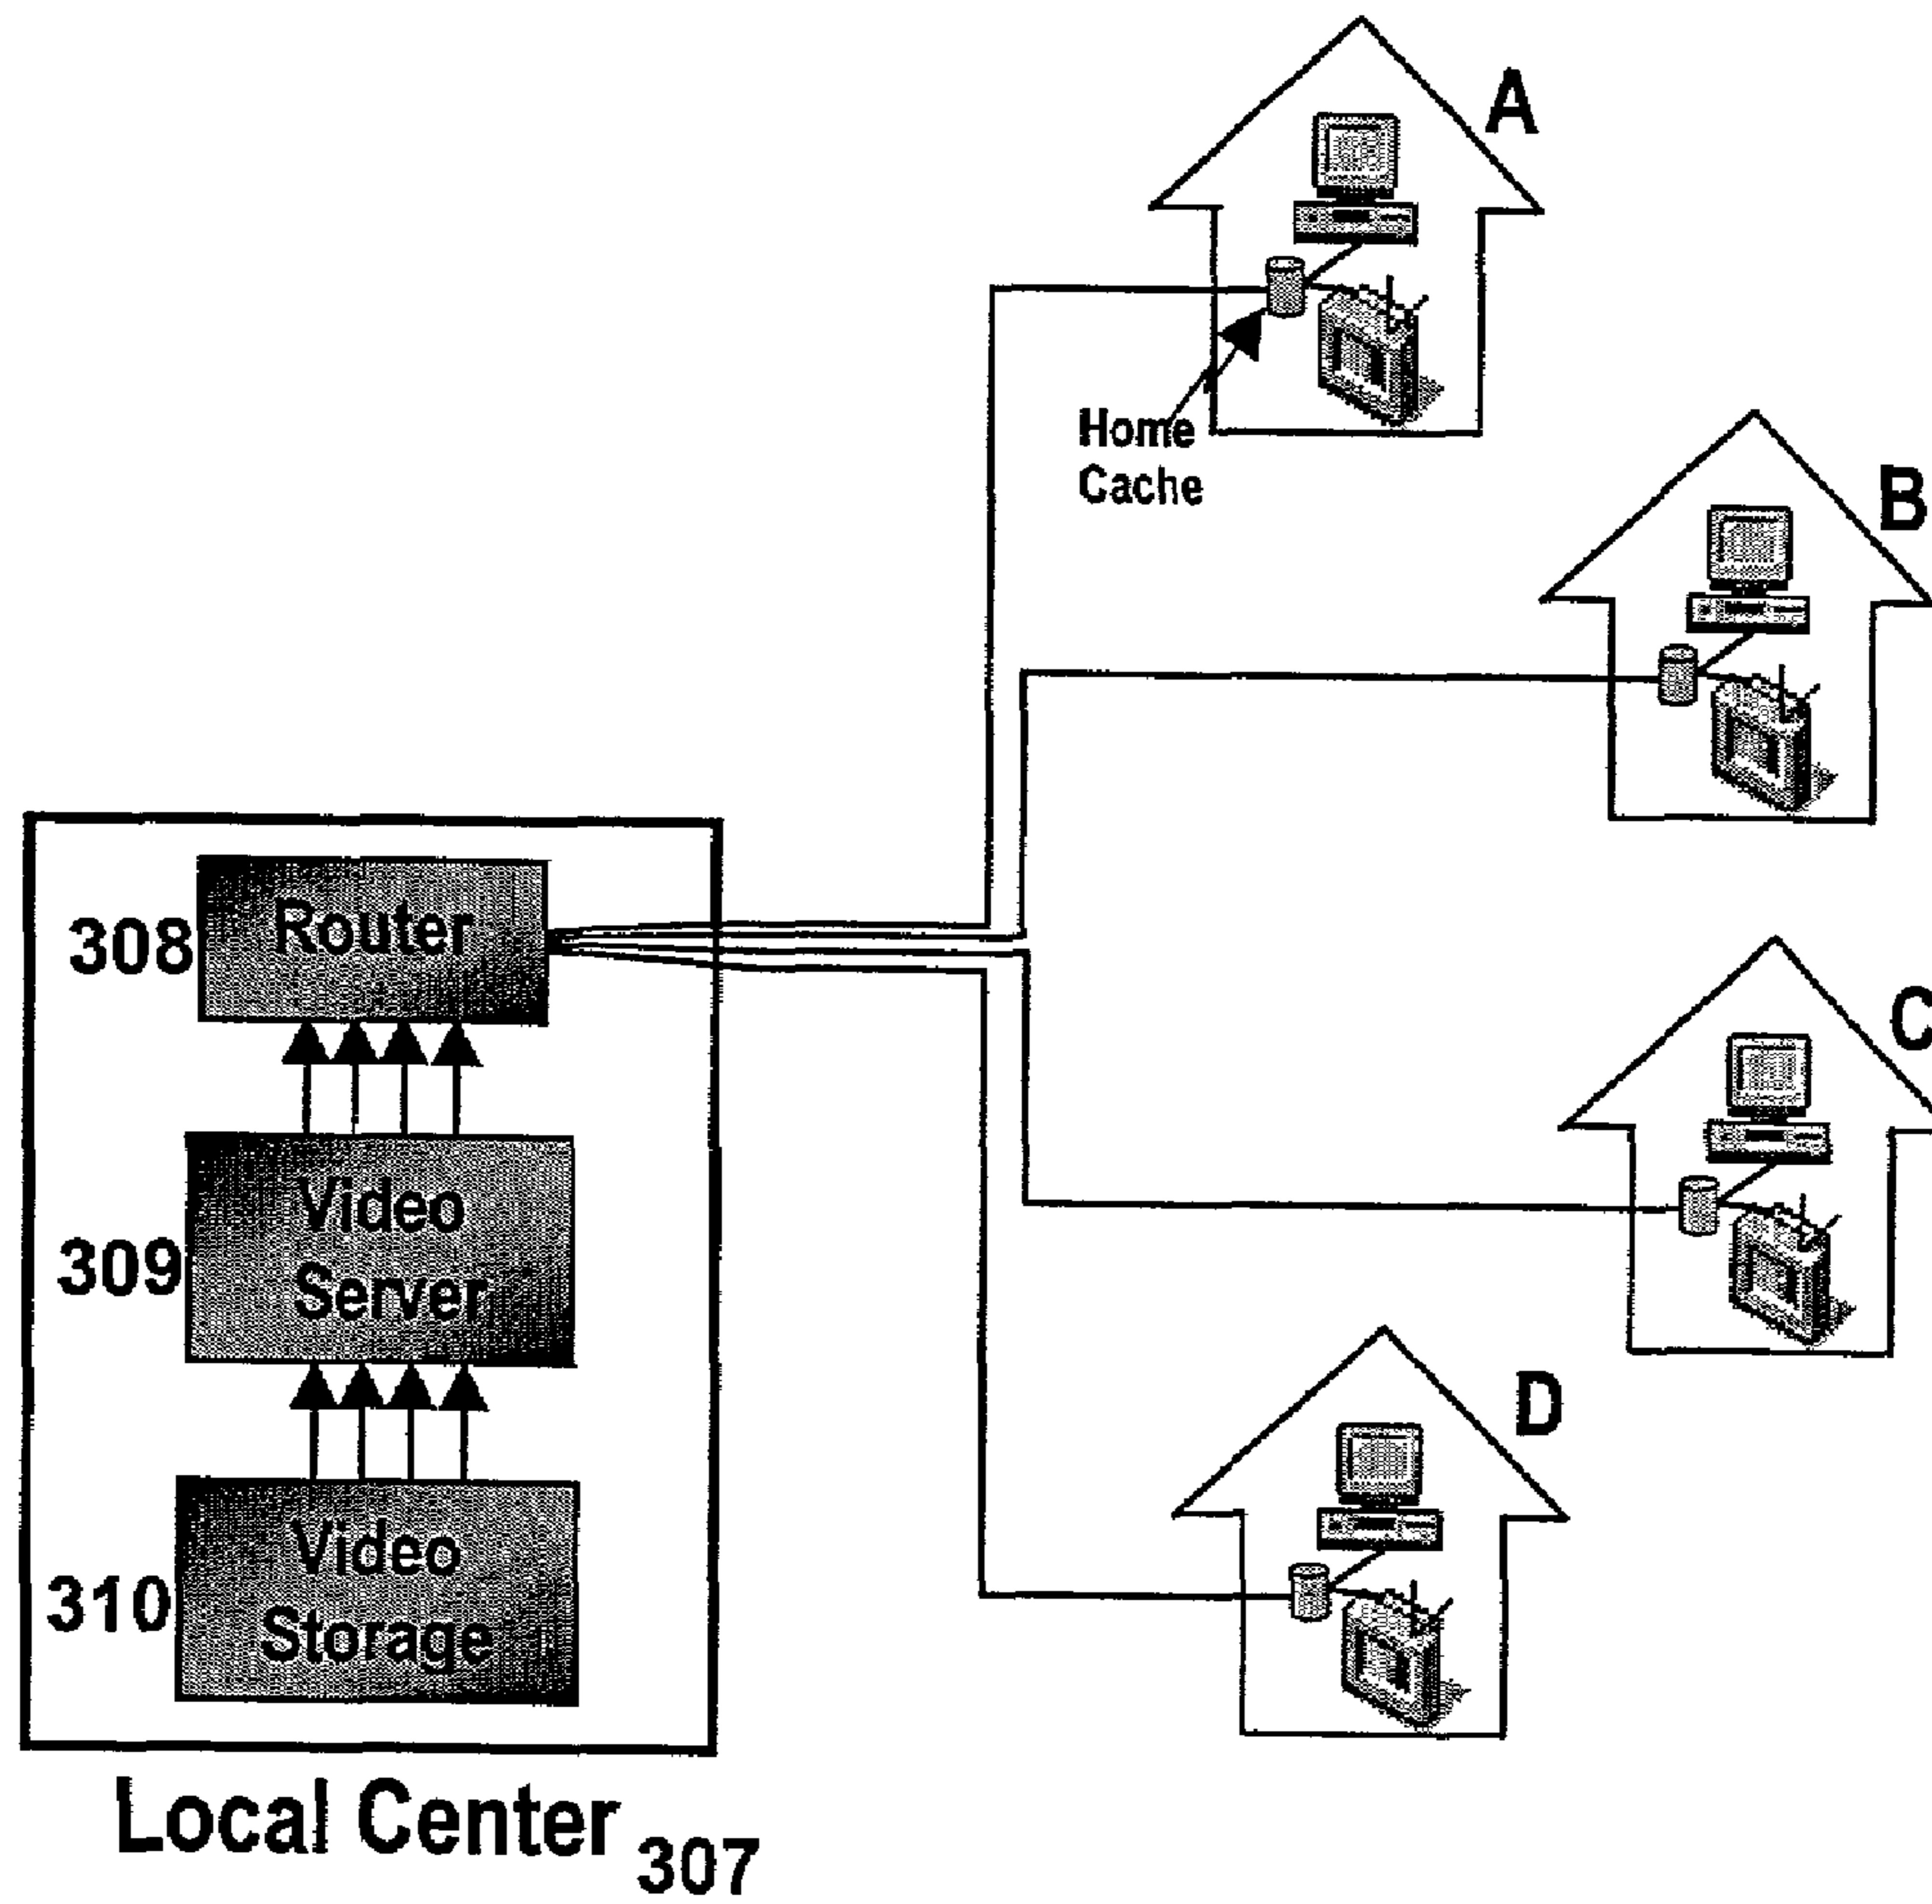 A
Home
Cache
B
308
Router
C
309
Video
Server
D
310
Video
Storage
Local Center
307